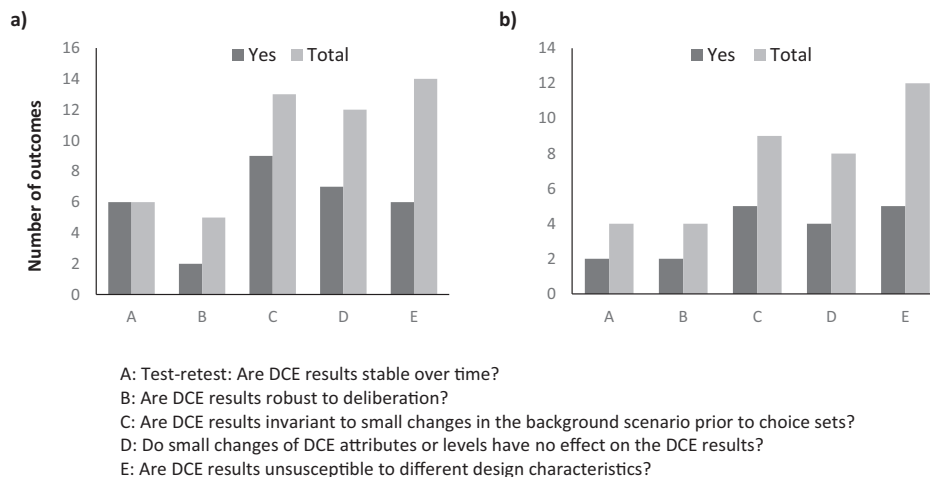 a)
16
14
12
10
8
6
4
2
0
Number of outcomes
Yes Total
A B C D E
b)
14
12
10
8
6
4
2
0
Yes Total
A B C D E
A: Test-retest: Are DCE results stable over time?
B: Are DCE results robust to deliberation?
C: Are DCE results invariant to small changes in the background scenario prior to choice sets?
D: Do small changes of DCE attributes or levels have no effect on the DCE results?
E: Are DCE results unsusceptible to different design characteristics?